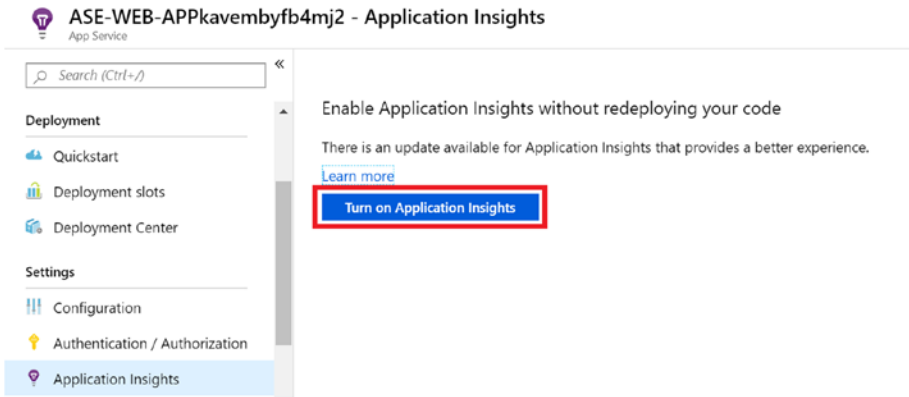 ASE-WEB-APPkavembyfb4mj2 - Application Insights
App Service
Search (Ctrl+/)
«
Deployment
Quickstart
Deployment slots
Deployment Center
Settings
Configuration
Authentication / Authorization
Application Insights
Enable Application Insights without redeploying your code
There is an update available for Application Insights that provides a better experience.
Learn more
Turn on Application Insights